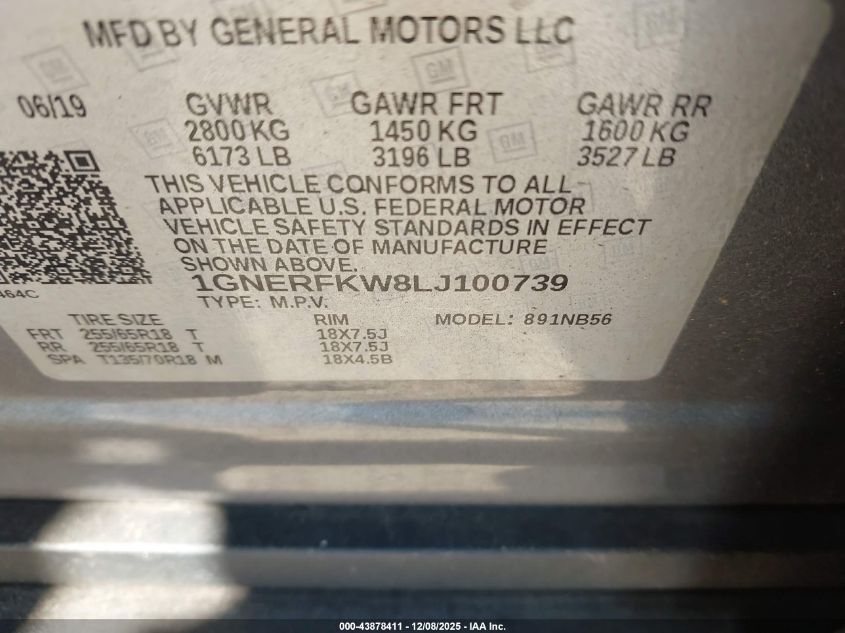 MFD BY GENERAL MOTORS LLC
06/19 GVWR GAWR FRT GAWR RR
2800 KG 1450 KG 1600 KG
6173 LB 3196 LB 3527 LB
THIS VEHICLE CONFORMS TO ALL
APPLICABLE U.S. FEDERAL MOTOR
VEHICLE SAFETY STANDARDS IN EFFECT
ON THE DATE OF MANUFACTURE
SHOWN ABOVE.
1GNERFKW8LJ100739
464C
TYPE: M.P.V.
TIRE SIZE RIM MODEL: 891NB56
FRT 255/65R18 T 18X7.5J
RR 255/65R18 T 18X7.5J
SPA T135/70R18 M 18X4.5B
GM
000-43878411 - 12/08/2025 - IAA Inc.